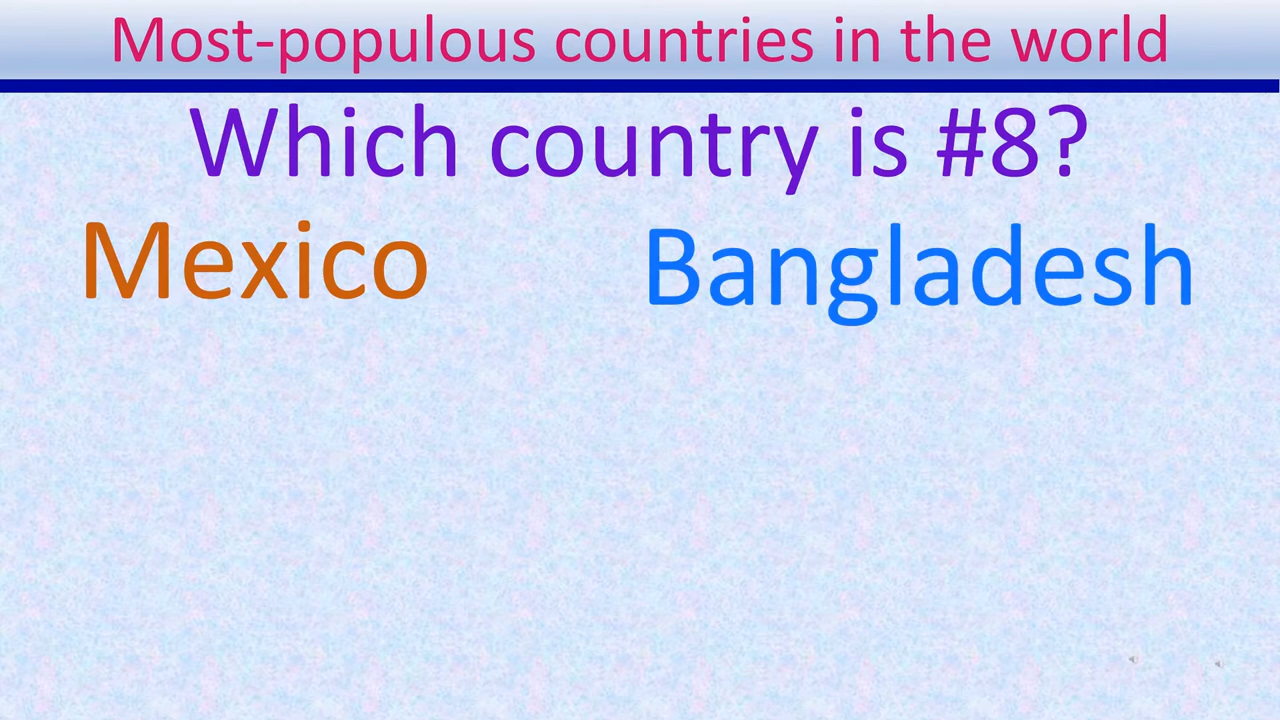 Most-populous countries in the world
Which country is #8?
Mexico
Bangladesh